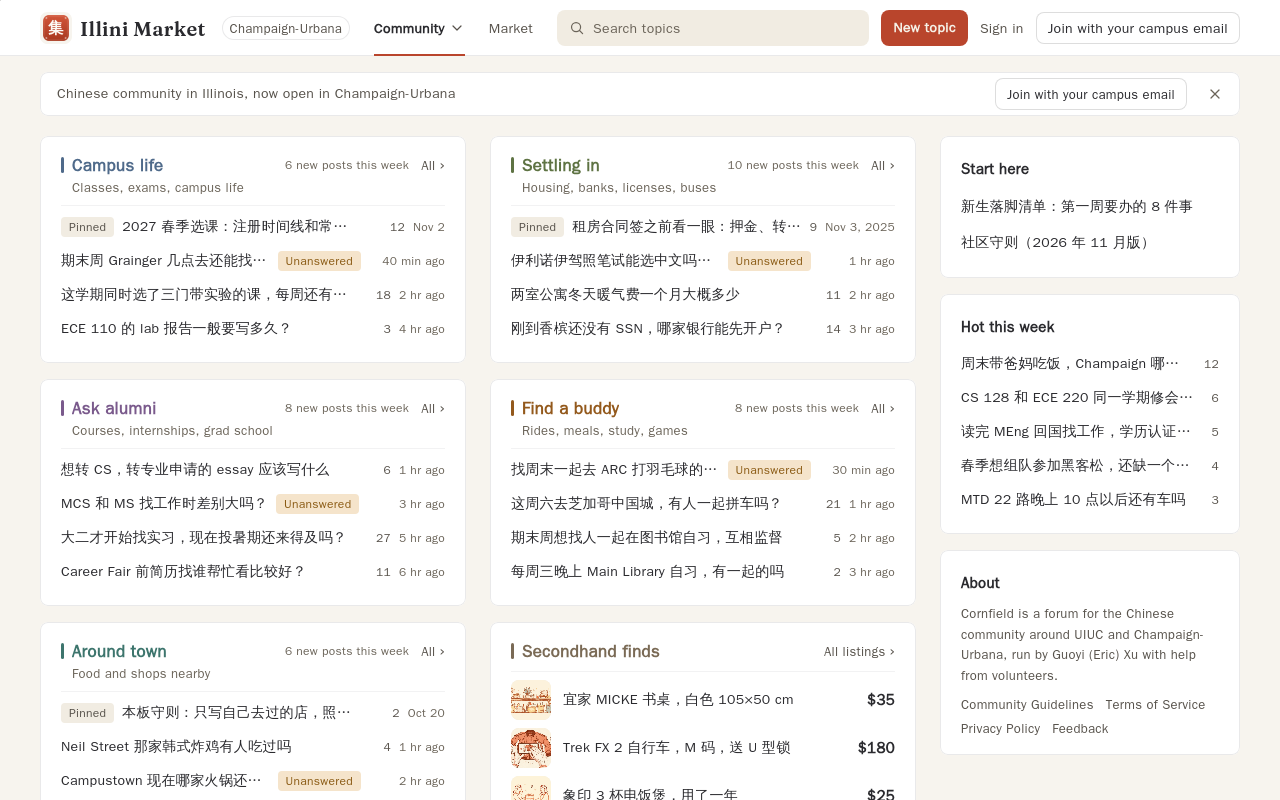 集 Illini Market Champaign-Urbana Community Market Search topics New topic Sign in Join with your campus email
Chinese community in Illinois, now open in Champaign-Urbana Join with your campus email
Campus life 6 new posts this week All ›
Classes, exams, campus life
Pinned 2027 春季选课：注册时间线和常… 12 Nov 2
期末周 Grainger 几点去还能找… Unanswered 40 min ago
这学期同时选了三门带实验的课，每周还有… 18 2 hr ago
ECE 110 的 lab 报告一般要写多久？ 3 4 hr ago
Settling in 10 new posts this week All ›
Housing, banks, licenses, buses
Pinned 租房合同签之前看一眼：押金、转… 9 Nov 3, 2025
伊利诺伊驾照笔试能选中文吗… Unanswered 1 hr ago
两室公寓冬天暖气费一个月大概多少 11 2 hr ago
刚到香槟还没有 SSN，哪家银行能先开户？ 14 3 hr ago
Ask alumni 8 new posts this week All ›
Courses, internships, grad school
想转 CS，转专业申请的 essay 应该写什么 6 1 hr ago
MCS 和 MS 找工作时差别大吗？ Unanswered 3 hr ago
大二才开始找实习，现在投暑期还来得及吗？ 27 5 hr ago
Career Fair 前简历找谁帮忙看比较好？ 11 6 hr ago
Find a buddy 8 new posts this week All ›
Rides, meals, study, games
找周末一起去 ARC 打羽毛球的… Unanswered 30 min ago
这周六去芝加哥中国城，有人一起拼车吗？ 21 1 hr ago
期末周想找人一起在图书馆自习，互相监督 5 2 hr ago
每周三晚上 Main Library 自习，有一起的吗 2 3 hr ago
Around town 6 new posts this week All ›
Food and shops nearby
Pinned 本板守则：只写自己去过的店，照… 2 Oct 20
Neil Street 那家韩式炸鸡有人吃过吗 4 1 hr ago
Campustown 现在哪家火锅还… Unanswered 2 hr ago
Secondhand finds All listings ›
宜家 MICKE 书桌，白色 105×50 cm $35
Trek FX 2 自行车，M 码，送 U 型锁 $180
象印 3 杯电饭煲，用了一年 $25
Start here
新生落脚清单：第一周要办的 8 件事
社区守则（2026 年 11 月版）
Hot this week
周末带爸妈吃饭，Champaign 哪… 12
CS 128 和 ECE 220 同一学期修会… 6
读完 MEng 回国找工作，学历认证… 5
春季想组队参加黑客松，还缺一个… 4
MTD 22 路晚上 10 点以后还有车吗 3
About
Cornfield is a forum for the Chinese
community around UIUC and Champaign-
Urbana, run by Guoyi (Eric) Xu with help
from volunteers.
Community Guidelines Terms of Service
Privacy Policy Feedback